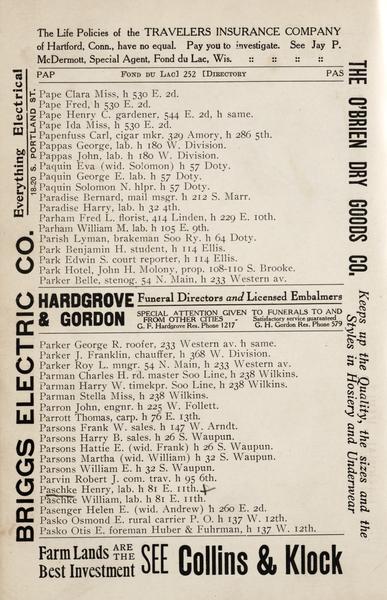 The Life Policies of the TRAVELERS INSURANCE COMPANY
of Hartford, Conn., have no equal. Pay you to investigate. See Jay P.
McDermott, Special Agent, Fond du Lac, Wis. :: :: :: ::
PAP FOND DU LAC] 252 [DIRECTORY PAS
Pape Clara Miss, h 530 E. 2d.
Pape Fred, h 530 E. 2d.
Pape Henry C. gardener, 544 E. 2d, h same.
Pape Ida Miss, h 530 E. 2d.
Papenfuss Carl, cigar mkr. 329 Amory, h 286 5th.
Pappas George, lab. h 180 W. Division.
Pappas John, lab. h 180 W. Division.
Paquin Eva (wid. Solomon) h 57 Doty.
Paquin George E. lab. h 57 Doty.
Paquin Solomon N. hlpr. h 57 Doty.
Paradise Bernard, mail msgr. h 212 S. Marr.
Paradise Harry, lab. h 32 4th.
Parham Fred L. florist, 414 Linden, h 229 E. 10th.
Parham William M. lab. h 105 E. 9th.
Parish Lyman, brakeman Soo Ry. h 64 Doty.
Park Benjamin H. student, h 114 Ellis.
Park Edwin S. court reporter, h 114 Ellis.
Park Hotel, John H. Molony, prop. 108-110 S. Brooke.
Parker Belle, stenog. 54 N. Main, h 233 Western av.
HARDGROVE & GORDON
Funeral Directors and Licensed Embalmers
SPECIAL ATTENTION GIVEN TO FUNERALS TO AND
FROM OTHER CITIES - Satisfactory service guaranteed
G. F. Hardgrove Res. Phone 1217 G. H. Gordon Res. Phone 579
Parker George R. roofer, 233 Western av. h same.
Parker J. Franklin, chauffer, h 368 W. Division.
Parker Roy L. mngr. 54 N. Main, h 233 Western av.
Parman Charles H. rd. master Soo Line, h 238 Wilkins.
Parman Harry W. timekpr. Soo Line, h 238 Wilkins.
Parman Stella Miss, h 238 Wilkins.
Parrom John, engnr. h 225 W. Follett.
Parrott Thomas, carp. h 76 E. 13th.
Parsons Frank W. sales. h 147 W. Arndt.
Parsons Harry B. sales. h 26 S. Waupun.
Parsons Hattie E. (wid. Frank) h 26 S. Waupun.
Parsons Martha (wid. William) h 32 S. Waupun.
Parsons William E. h 32 S. Waupun.
Parvin Robert J. com. trav. h 95 6th.
Paschke Henry, lab. h 81 E. 11th.
Paschke William, lab. h 81 E. 11th.
Pasenger Helen E. (wid. Andrew) h 260 E. 2d.
Pasko Osmond E. rural carrier P. O. h 137 W. 12th.
Pasko Otis E. foreman Huber & Fuhrman, h 137 W. 12th.
Farm Lands ARE THE
Best Investment
SEE Collins & Klock
BRIGGS ELECTRIC CO.
Everything Electrical
18-20 S. PORTLAND ST.
THE O'BRIEN DRY GOODS CO.
Keeps up the Quality, the sizes and the
Styles in Hosiery and Underwear